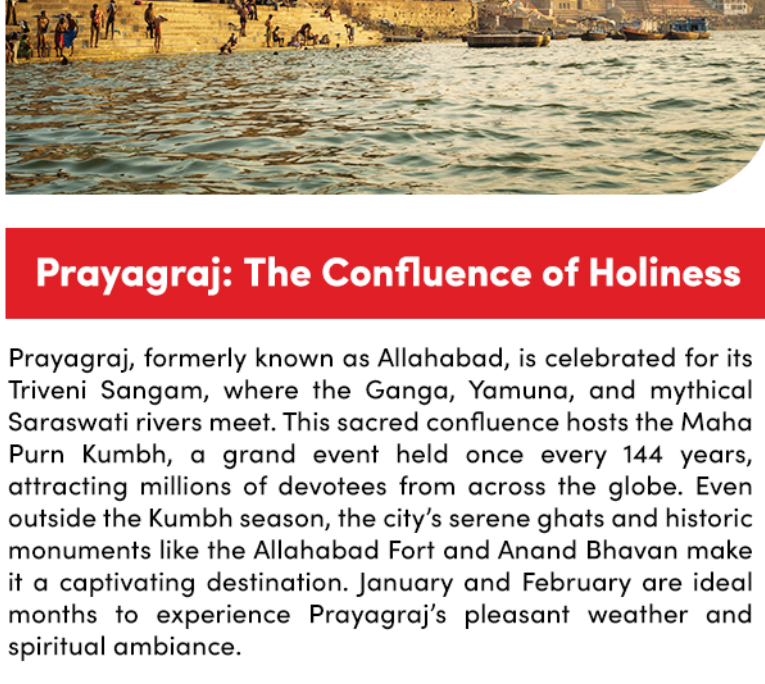 Prayagraj: The Confluence of Holiness
Prayagraj, formerly known as Allahabad, is celebrated for its
Triveni Sangam, where the Ganga, Yamuna, and mythical
Saraswati rivers meet. This sacred confluence hosts the Maha
Purn Kumbh, a grand event held once every 144 years,
attracting millions of devotees from across the globe. Even
outside the Kumbh season, the city’s serene ghats and historic
monuments like the Allahabad Fort and Anand Bhavan make
it a captivating destination. January and February are ideal
months to experience Prayagraj’s pleasant weather and
spiritual ambiance.